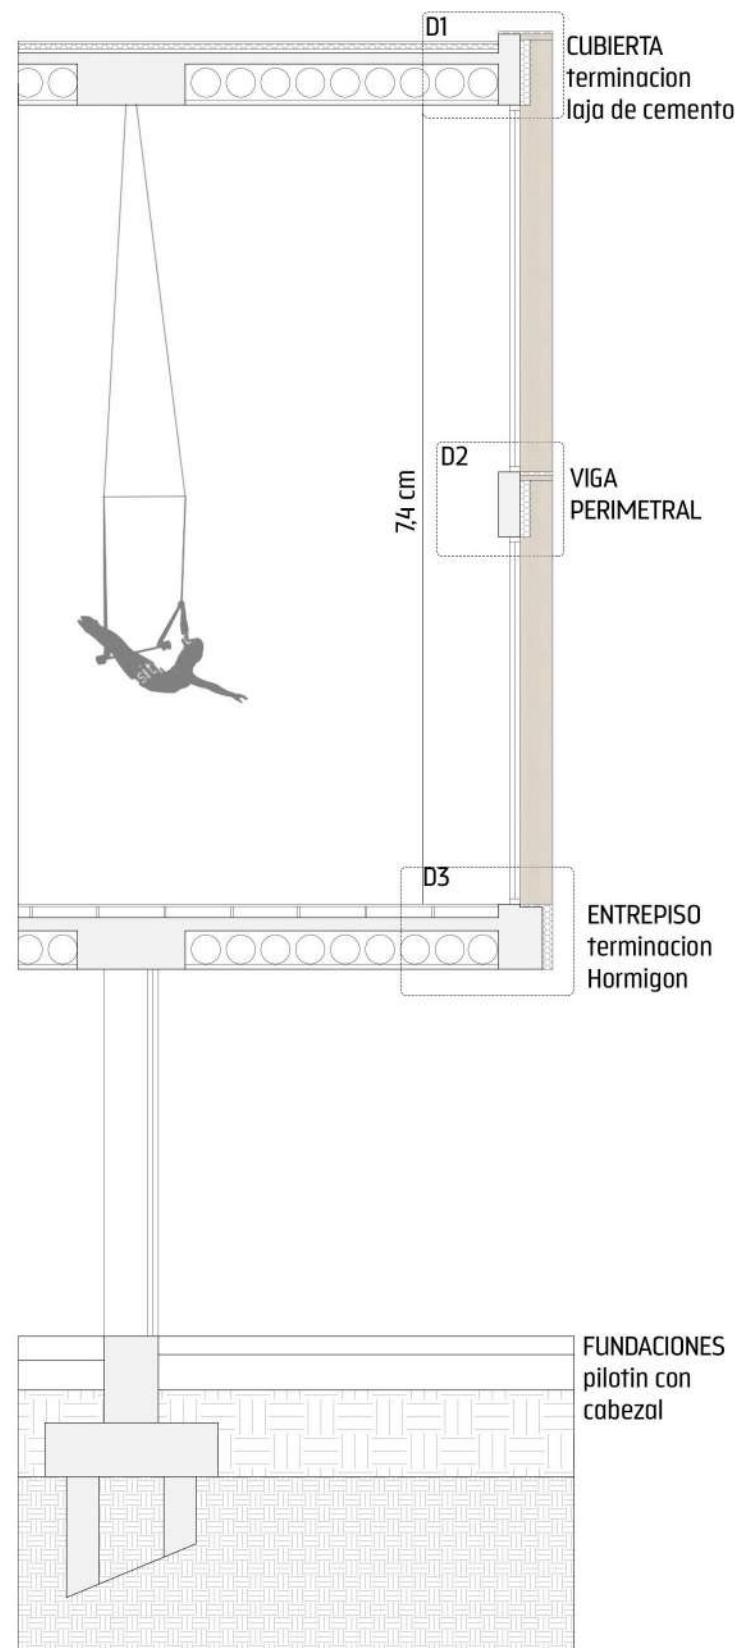 D1
CUBIERTA
terminacion
laja de cemento
D2
VIGA
PERIMETRAL
7,4 cm
D3
ENTREPISO
terminacion
Hormigon
FUNDACIONES
pilotin con
cabezal